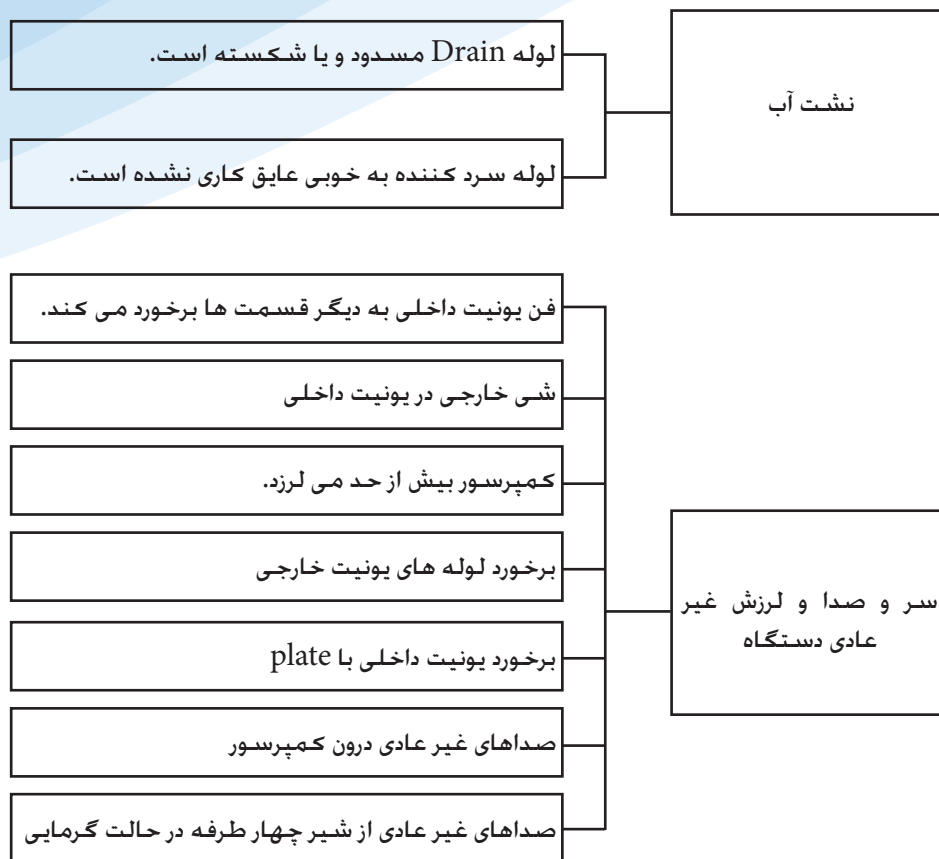 نشت آب
لوله Drain مسدود و یا شکسته است.
لوله سرد کننده به خوبی عایق کاری نشده است.
سر و صدا و لرزش غیر
عادی دستگاه
فن یونیت داخلی به دیگر قسمت ها برخورد می کند.
شی خارجی در یونیت داخلی
کمپرسور بیش از حد می لرزد.
برخورد لوله های یونیت خارجی
برخورد یونیت داخلی با plate
صداهای غیر عادی درون کمپرسور
صداهای غیر عادی از شیر چهار طرفه در حالت گرمایی